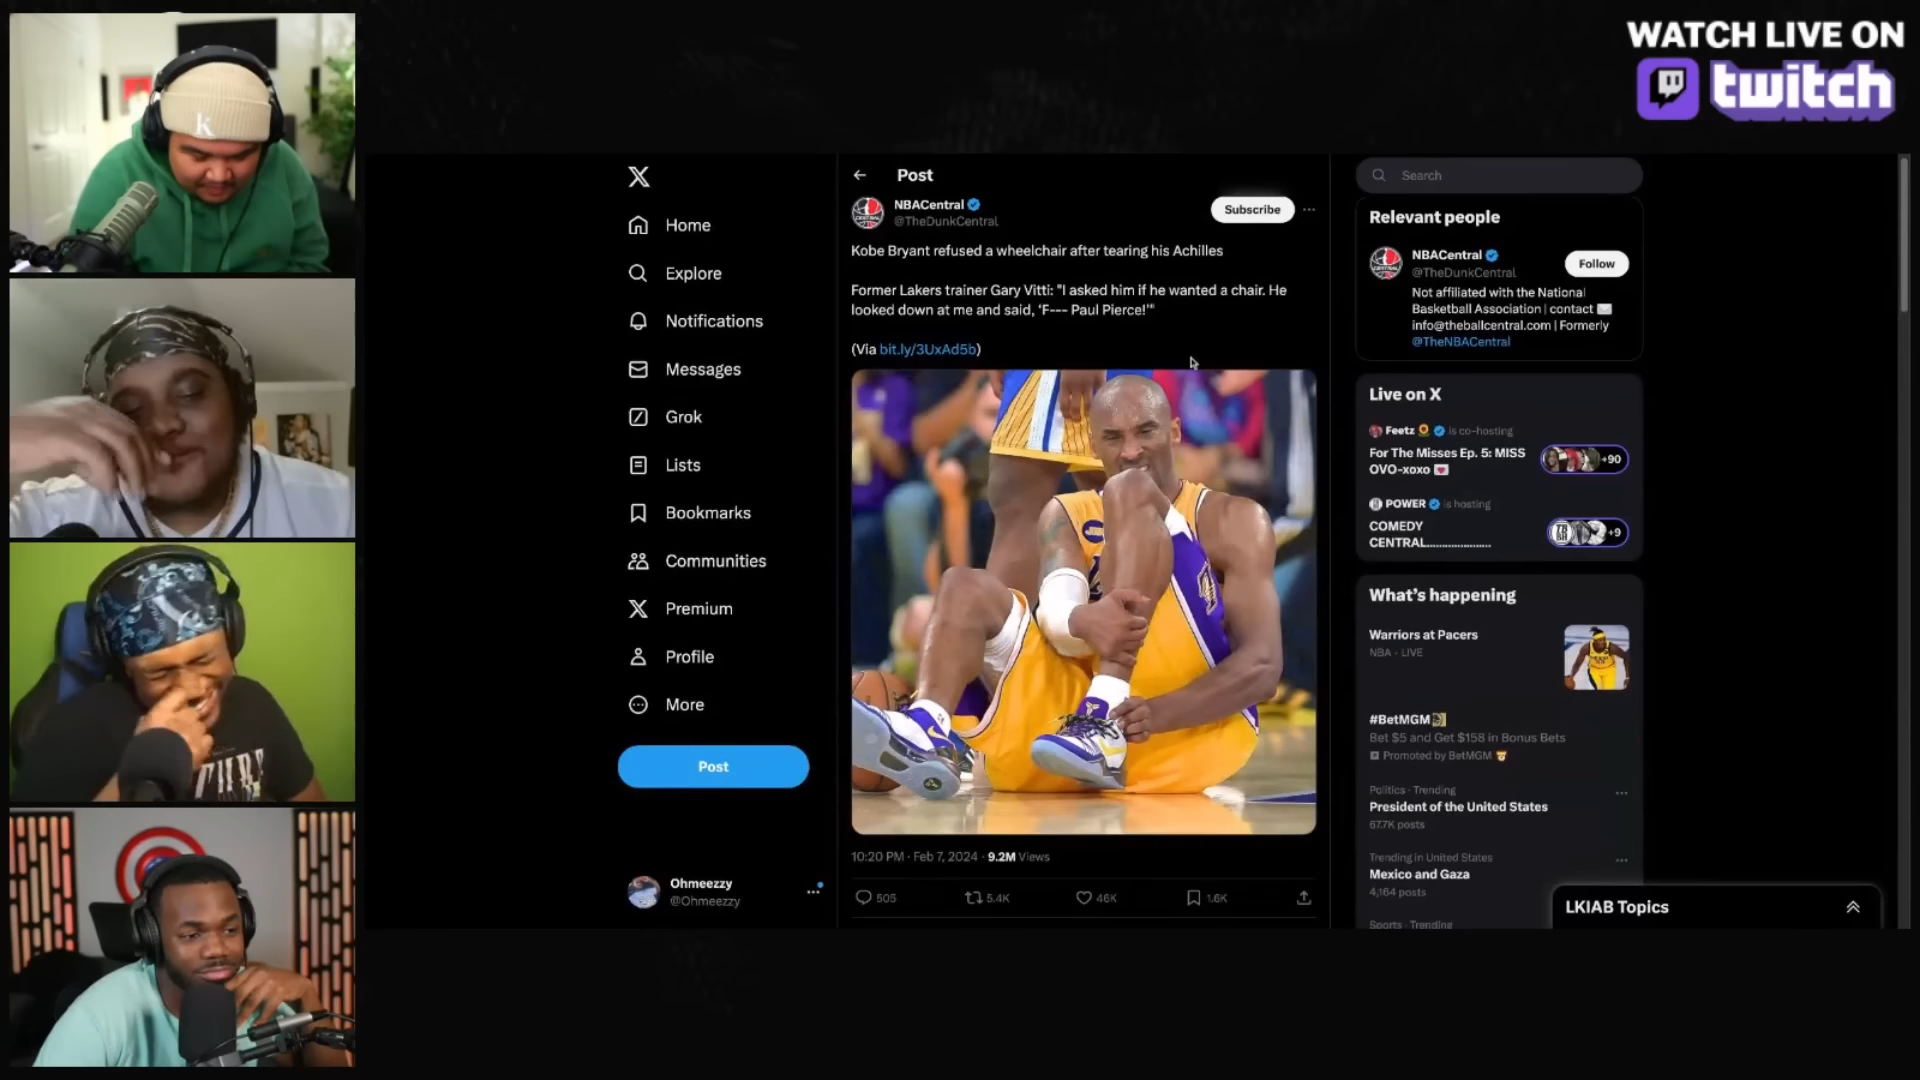 WATCH LIVE ON
twitch
k
Home
Explore
Notifications
Messages
Grok
Lists
Bookmarks
Communities
Premium
Profile
More
Post
Ohmeezzy
@Ohmeezzy
Post
NBACentral
@TheDunkCentral
Subscribe
Kobe Bryant refused a wheelchair after tearing his Achilles
Former Lakers trainer Gary Vitti: "I asked him if he wanted a chair. He
looked down at me and said, 'F--- Paul Pierce!'"
(Via bit.ly/3UxAd5b)
10:20 PM · Feb 7, 2024 · 9.2M Views
505
5.4K
46K
1.6K
Search
Relevant people
NBACentral
@TheDunkCentral
Follow
Not affiliated with the National
Basketball Association | contact
info@theballcentral.com | Formerly
@TheNBACentral
Live on X
Feetz is co-hosting
For The Misses Ep. 5: MISS
OVO-xoxo
+90
POWER is hosting
COMEDY
CENTRAL.....................
+9
What's happening
Warriors at Pacers
NBA · LIVE
#BetMGM
Bet $5 and Get $158 in Bonus Bets
Promoted by BetMGM
Politics · Trending
President of the United States
67.7K posts
Trending in United States
Mexico and Gaza
4,164 posts
Sports · Trending
LKIAB Topics